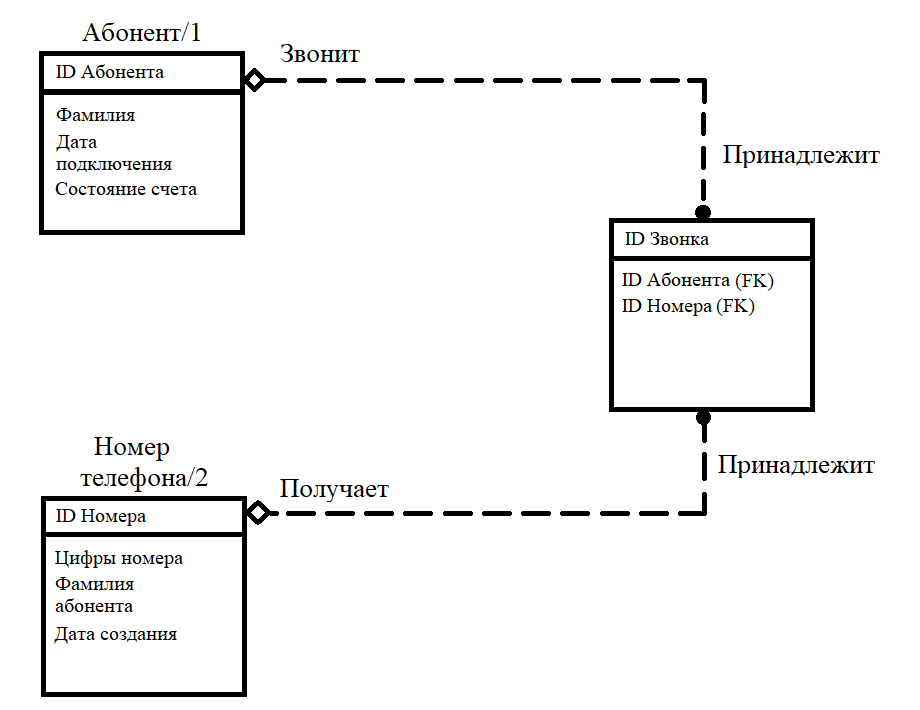 Абонент/1
ID Абонента
Фамилия
Дата
подключения
Состояние счета
Звонит
Принадлежит
ID Звонка
ID Абонента (FK)
ID Номера (FK)
Принадлежит
Номер
телефона/2
Получает
ID Номера
Цифры номера
Фамилия
абонента
Дата создания